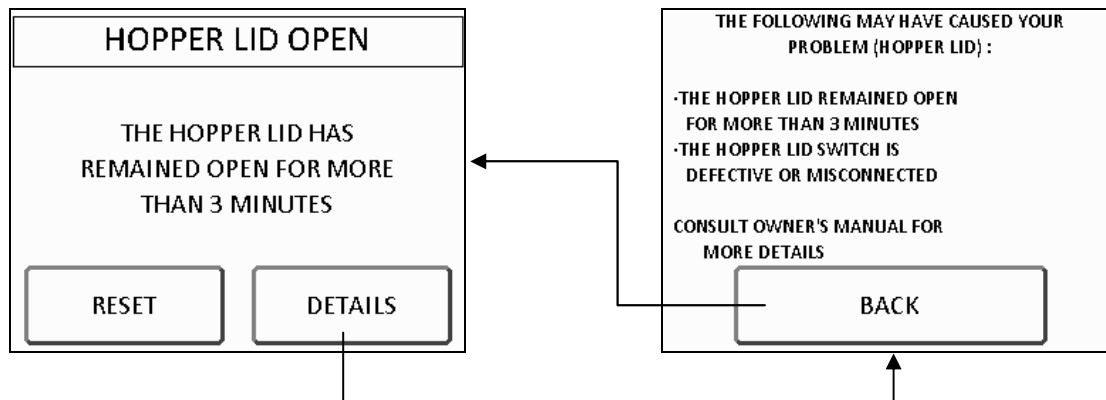 HOPPER LID OPEN
THE HOPPER LID HAS
REMAINED OPEN FOR MORE
THAN 3 MINUTES
RESET
DETAILS
THE FOLLOWING MAY HAVE CAUSED YOUR
PROBLEM (HOPPER LID) :
·THE HOPPER LID REMAINED OPEN
FOR MORE THAN 3 MINUTES
·THE HOPPER LID SWITCH IS
DEFECTIVE OR MISCONNECTED
CONSULT OWNER'S MANUAL FOR
MORE DETAILS
BACK